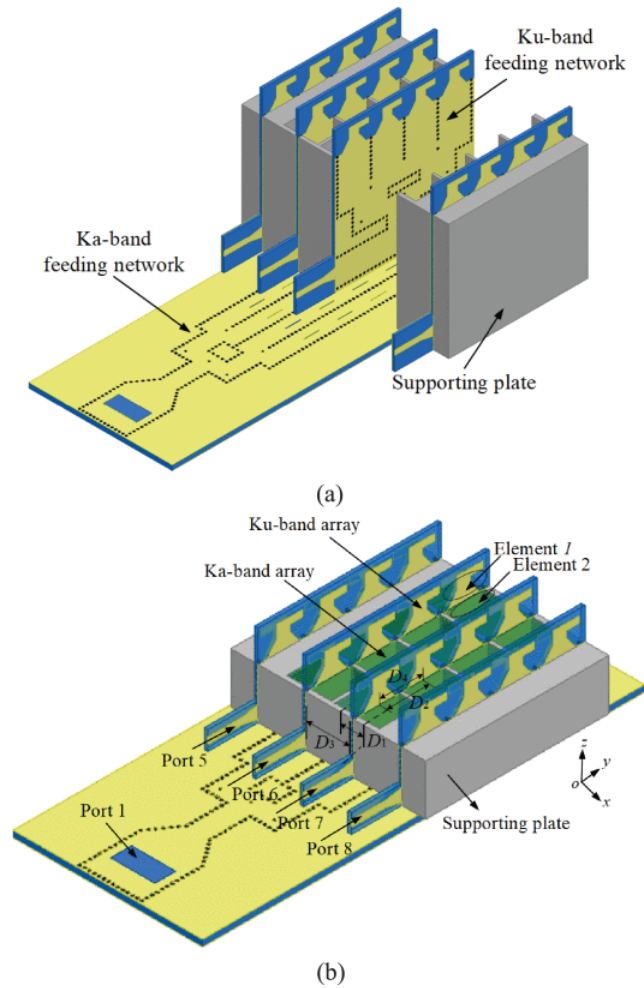 Ku-band
feeding network
Ka-band
feeding network
Supporting plate
(a)
Ku-band array
Element 1
Ka-band array
Element 2
D4
D2
D3
D1
Port 5
Port 6
Port 7
Port 8
Port 1
z
y
o
x
Supporting plate
(b)